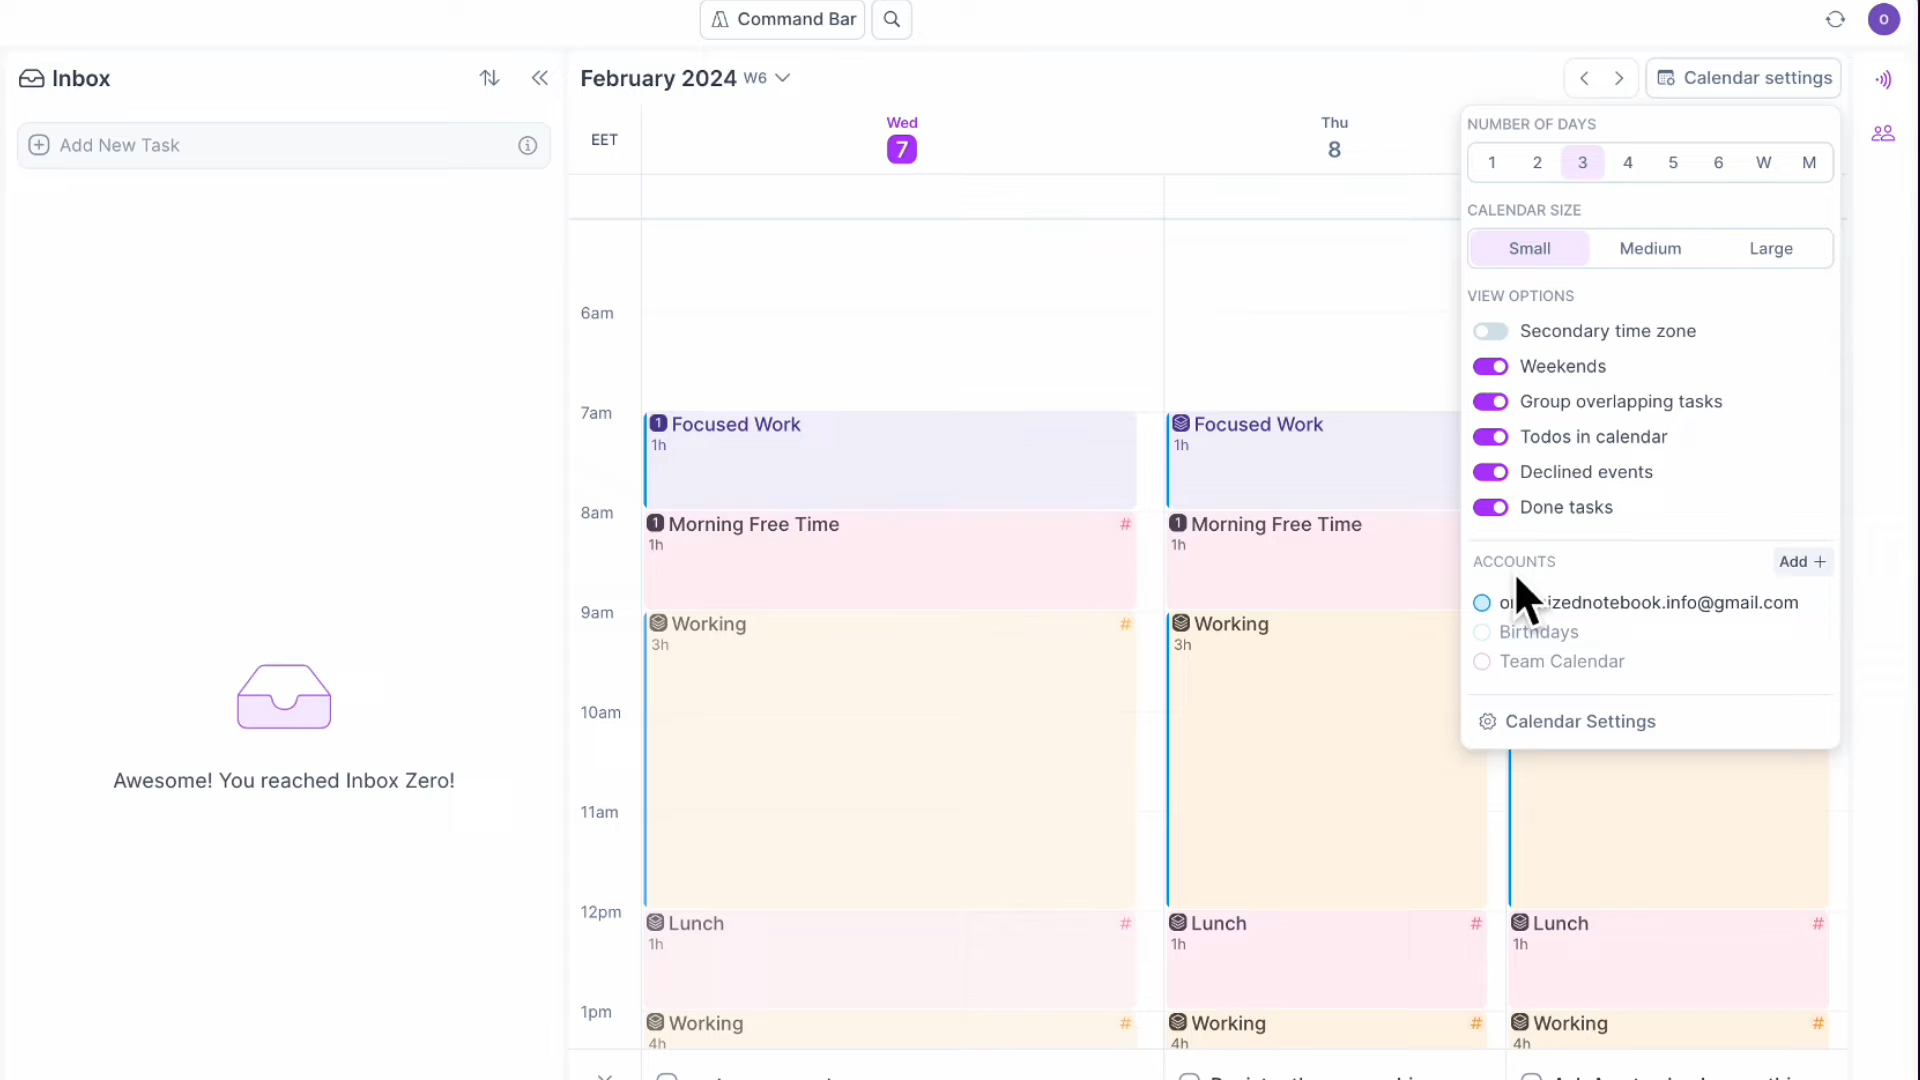 Command Bar
O
Inbox
February 2024 W6
Calendar settings
Add New Task
EET
Wed
7
Thu
8
NUMBER OF DAYS
1 2 3 4 5 6 W M
CALENDAR SIZE
Small Medium Large
VIEW OPTIONS
Secondary time zone
Weekends
Group overlapping tasks
Todos in calendar
Declined events
Done tasks
ACCOUNTS
Add +
izednotebook.info@gmail.com
Birthdays
Team Calendar
Calendar Settings
6am
7am
8am
9am
10am
11am
12pm
1pm
1 Focused Work
1h
Focused Work
1h
1 Morning Free Time #
1h
1 Morning Free Time
1h
Working #
3h
Working
3h
Lunch #
1h
Lunch #
1h
Lunch #
1h
Working #
4h
Working #
4h
Working #
4h
Awesome! You reached Inbox Zero!